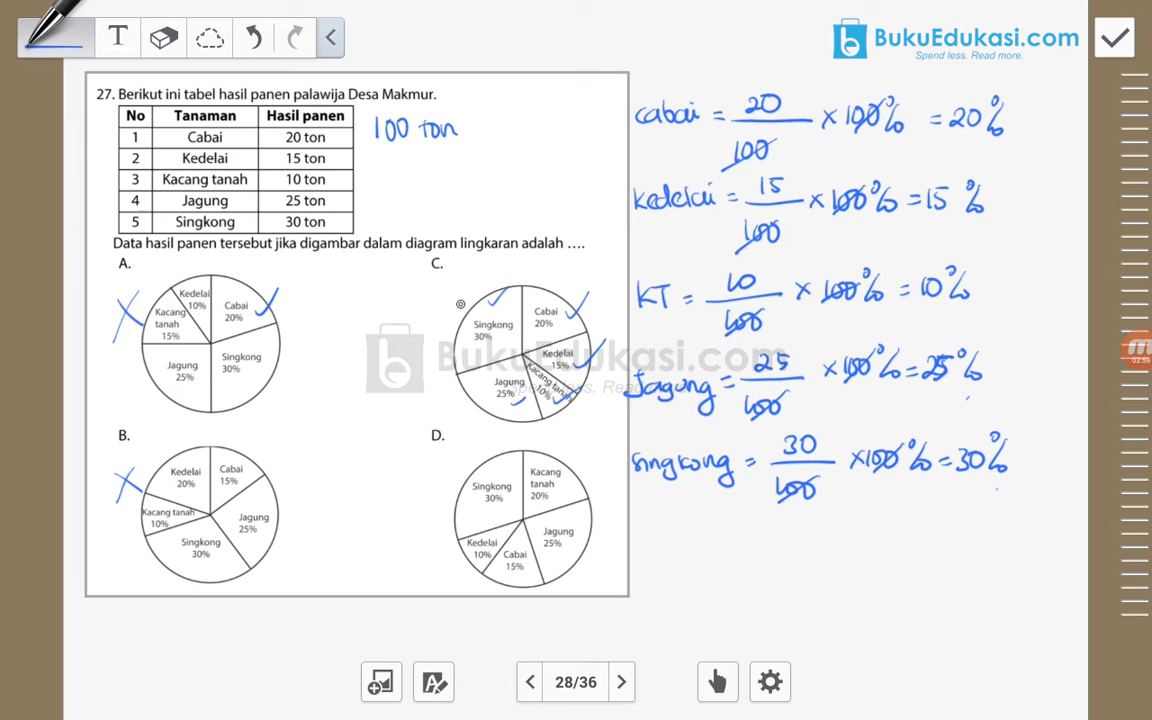 T
BukuEdukasi.com
Spend less. Read more.
27. Berikut ini tabel hasil panen palawija Desa Makmur.
No Tanaman Hasil panen
1 Cabai 20 ton
2 Kedelai 15 ton
3 Kacang tanah 10 ton
4 Jagung 25 ton
5 Singkong 30 ton
100 ton
Data hasil panen tersebut jika digambar dalam diagram lingkaran adalah ....
A.
Kedelai
10%
Cabai
20%
Kacang
tanah
15%
Jagung
25%
Singkong
30%
C.
Singkong
30%
Cabai
20%
Kedelai
15%
Kacang tanah
10%
Jagung
25%
B.
Kedelai
20%
Cabai
15%
Kacang tanah
10%
Jagung
25%
Singkong
30%
D.
Singkong
30%
Kacang
tanah
20%
Jagung
25%
Kedelai
10%
Cabai
15%
BukuEdukasi.com
cabai = 20/100 × 100% = 20%
Kedelai = 15/100 × 100% = 15 %
KT = 10/100 × 100% = 10%
Jagung = 25/100 × 100% = 25%
Singkong = 30/100 × 100% = 30%
02:59
28/36